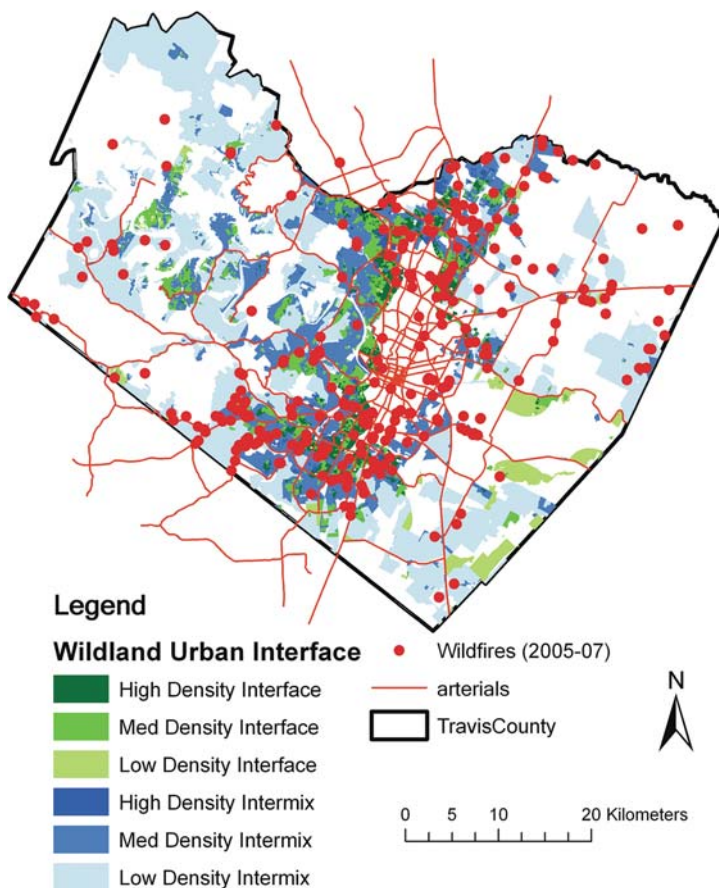 Legend
Wildland Urban Interface
High Density Interface
Med Density Interface
Low Density Interface
High Density Intermix
Med Density Intermix
Low Density Intermix
Wildfires (2005-07)
arterials
TravisCounty
N
0 5 10 20 Kilometers